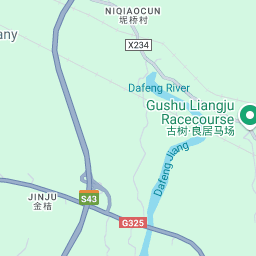 NIQIAOCUN
坭桥村
any
X234
Dafeng River
Gushu Liangju
Racecourse
古树·良居马场
Dafeng Jiang
JINJU
金桔
S43
G325